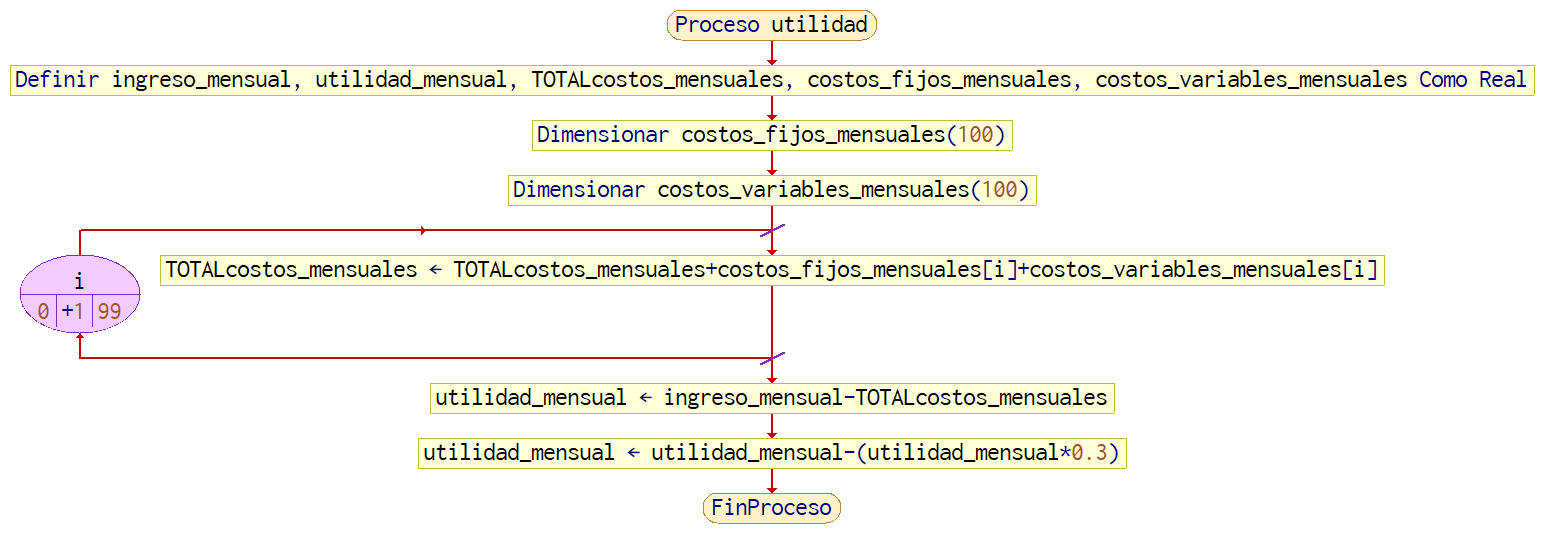 Proceso utilidad
Definir ingreso_mensual, utilidad_mensual, TOTALcostos_mensuales, costos_fijos_mensuales, costos_variables_mensuales Como Real
Dimensionar costos_fijos_mensuales(100)
Dimensionar costos_variables_mensuales(100)
i
0 +1 99
TOTALcostos_mensuales ← TOTALcostos_mensuales+costos_fijos_mensuales[i]+costos_variables_mensuales[i]
utilidad_mensual ← ingreso_mensual-TOTALcostos_mensuales
utilidad_mensual ← utilidad_mensual-(utilidad_mensual*0.3)
FinProceso